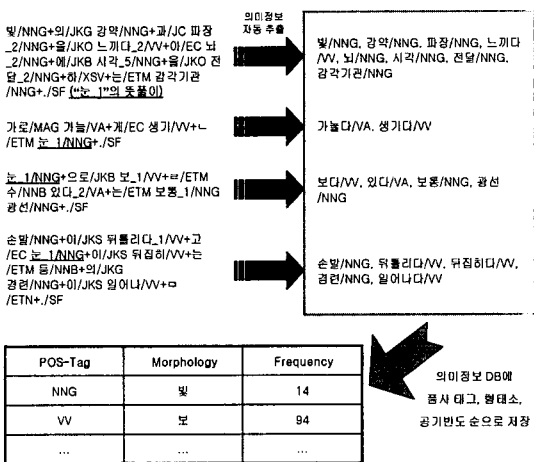 의미정보
자동 추출
빛/NNG+의/JKG 강약/NNG+과/JC 파장
_2/NNG+을/JKO 느끼다_2/VV+아/EC 뇌
_2/NNG+에/JKB 시각_5/NNG+을/JKO 전
달_2/NNG+하/XSV+는/ETM 감각기관
/NNG+./SF ("눈_1"의 뜻풀이)
빛/NNG, 강약/NNG, 파장/NNG, 느끼다
/VV, 뇌/NNG, 시각/NNG, 전달/NNG,
감각기관/NNG
가로/MAG 가늘/VA+게/EC 생기/VV+ㄴ
/ETM 눈_1/NNG+./SF
가늘다/VA, 생기다/VV
눈_1/NNG+으로/JKB 보_1/VV+ㄹ/ETM
수/NNB 있다_2/VA+는/ETM 보통_1/NNG
광선/NNG+./SF
보다/VV, 있다/VA, 보통/NNG, 광선
/NNG
손발/NNG+이/JKS 뒤틀리다_1/VV+고
/EC 눈_1/NNG+이/JKS 뒤집히/VV+는
/ETM 등/NNB+의/JKG
경련/NNG+이/JKS 일어나/VV+ㅁ
/ETN+./SF
손발/NNG, 뒤틀리다/VV, 뒤집히다/VV,
경련/NNG, 일어나다/VV
POS-Tag Morphology Frequency
NNG 빛 14
VV 보 94
... ... ...
의미정보 DB에
품사 태그, 형태소,
공기빈도 순으로 저장